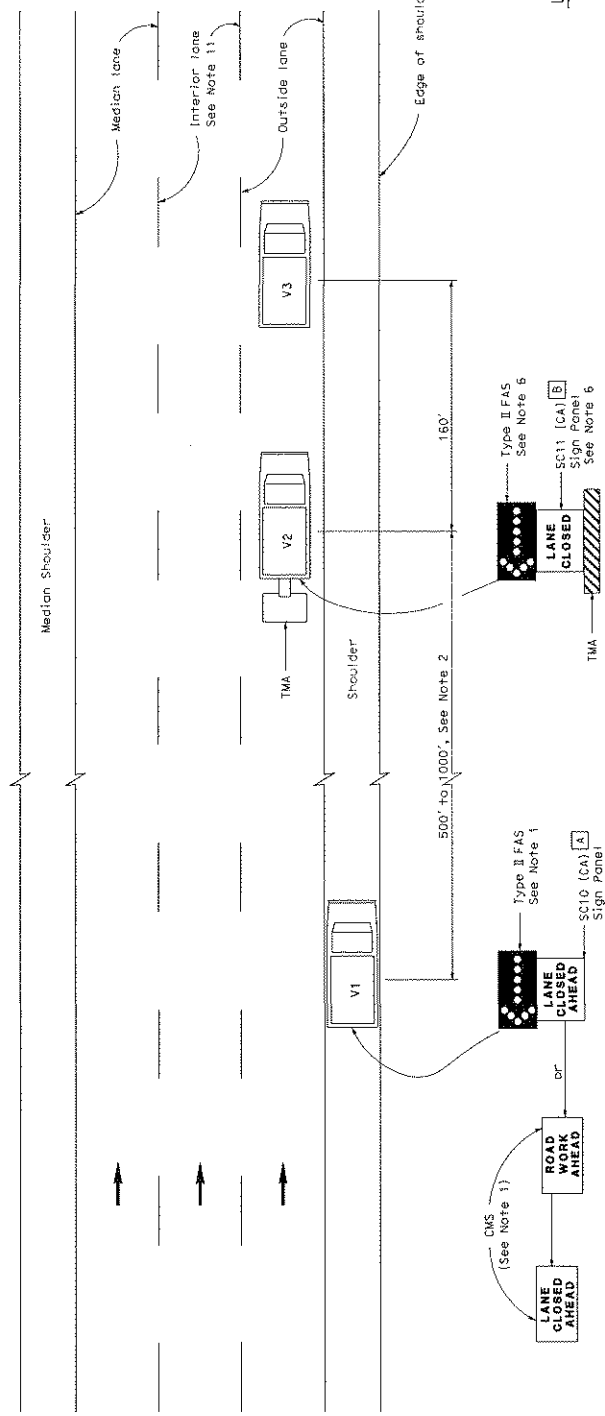 Median Shoulder
Median lane
Interior lane
See Note 11
Outside lane
Edge of shoulder
V3
V2
TMA
Shoulder
V1
160'
500' to 1000', See Note 2
Type II FAS
See Note 6
LANE
CLOSED
SC11 (CA) B
Sign Panel
See Note 6
TMA
Type II FAS
See Note 1
LANE
CLOSED
AHEAD
SC10 (CA) A
Sign Panel
or
ROAD
WORK
AHEAD
CMS
(See Note 1)
LANE
CLOSED
AHEAD